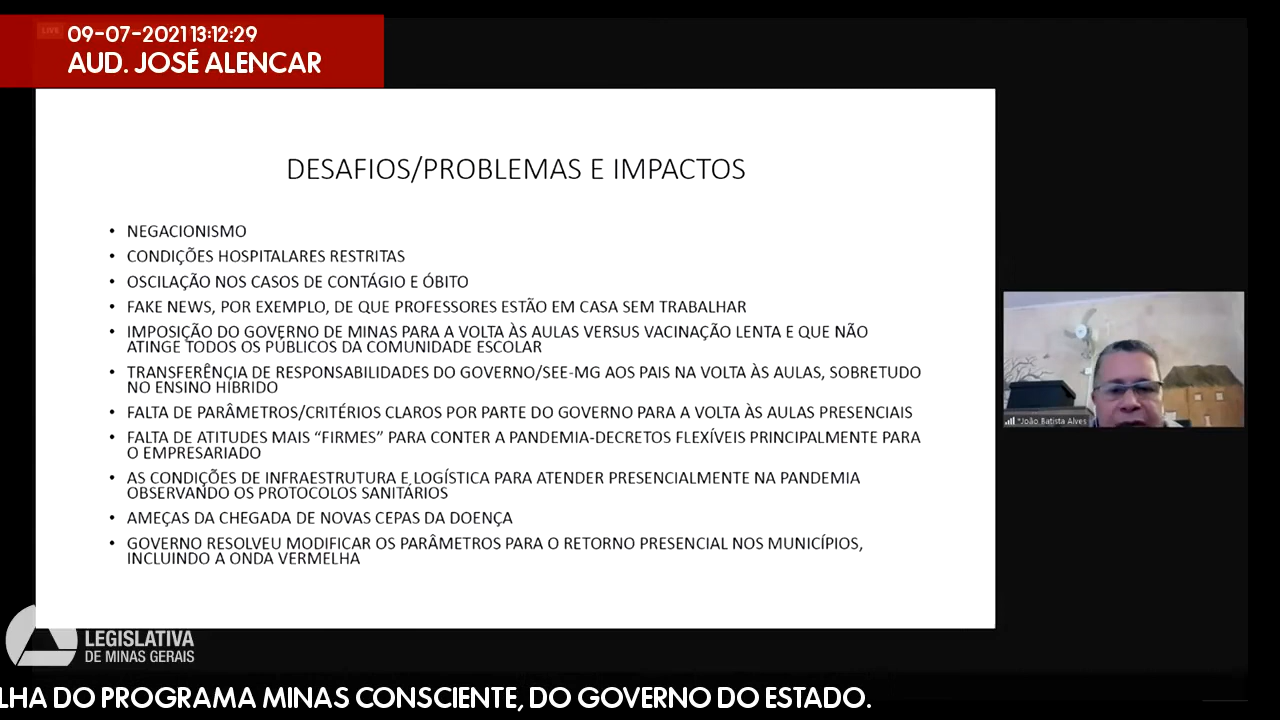 LIVE
09-07-2021 13:12:29
AUD. JOSÉ ALENCAR
DESAFIOS/PROBLEMAS E IMPACTOS
• NEGACIONISMO
• CONDIÇÕES HOSPITALARES RESTRITAS
• OSCILAÇÃO NOS CASOS DE CONTÁGIO E ÓBITO
• FAKE NEWS, POR EXEMPLO, DE QUE PROFESSORES ESTÃO EM CASA SEM TRABALHAR
• IMPOSIÇÃO DO GOVERNO DE MINAS PARA A VOLTA ÀS AULAS VERSUS VACINAÇÃO LENTA E QUE NÃO
ATINGE TODOS OS PÚBLICOS DA COMUNIDADE ESCOLAR
• TRANSFERÊNCIA DE RESPONSABILIDADES DO GOVERNO/SEE-MG AOS PAIS NA VOLTA ÀS AULAS, SOBRETUDO
NO ENSINO HÍBRIDO
• FALTA DE PARÂMETROS/CRITÉRIOS CLAROS POR PARTE DO GOVERNO PARA A VOLTA ÀS AULAS PRESENCIAIS
• FALTA DE ATITUDES MAIS “FIRMES” PARA CONTER A PANDEMIA-DECRETOS FLEXÍVEIS PRINCIPALMENTE PARA
O EMPRESARIADO
• AS CONDIÇÕES DE INFRAESTRUTURA E LOGÍSTICA PARA ATENDER PRESENCIALMENTE NA PANDEMIA
OBSERVANDO OS PROTOCOLOS SANITÁRIOS
• AMEÇAS DA CHEGADA DE NOVAS CEPAS DA DOENÇA
• GOVERNO RESOLVEU MODIFICAR OS PARÂMETROS PARA O RETORNO PRESENCIAL NOS MUNICÍPIOS,
INCLUINDO A ONDA VERMELHA
*João Batista Alves
LEGISLATIVA
DE MINAS GERAIS
LHA DO PROGRAMA MINAS CONSCIENTE, DO GOVERNO DO ESTADO.